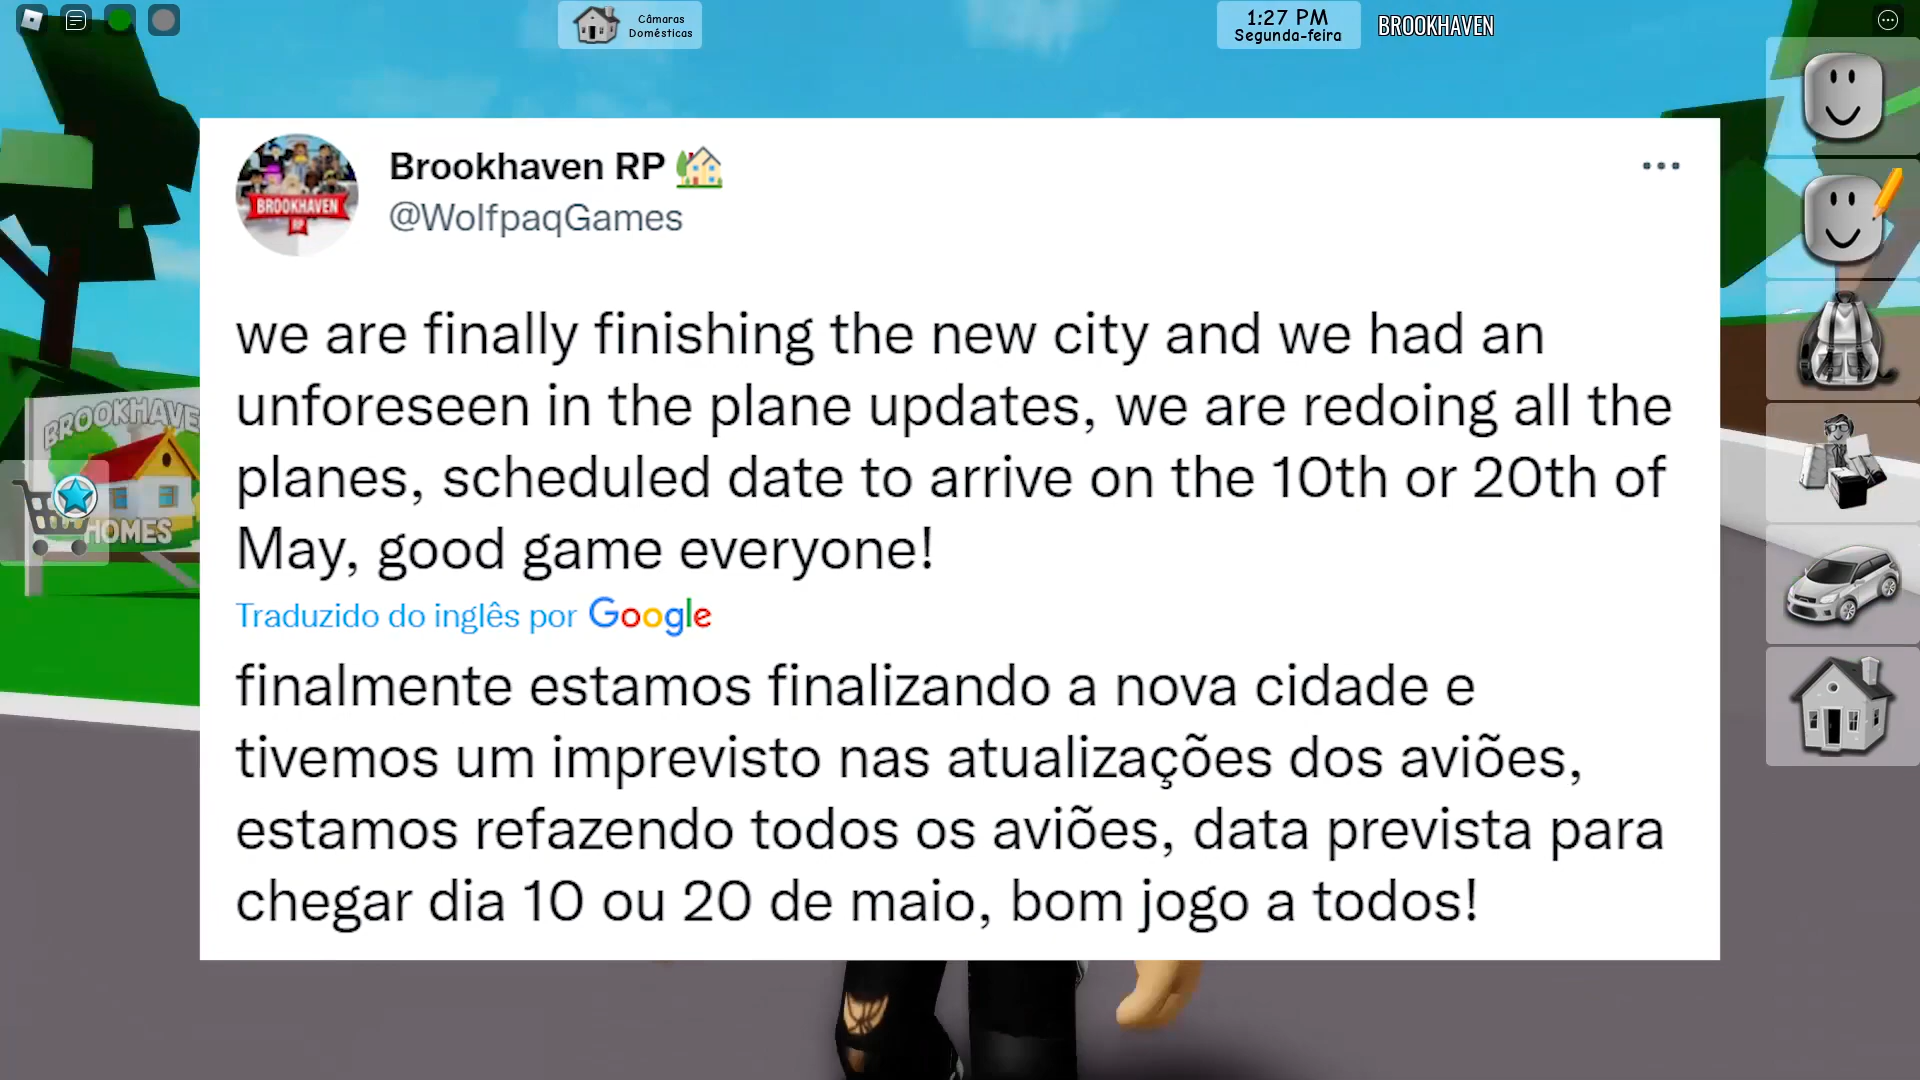 Câmaras
Domésticas
1:27 PM
Segunda-feira
BROOKHAVEN
Brookhaven RP
@WolfpaqGames
BROOKHAVEN
RP
we are finally finishing the new city and we had an
unforeseen in the plane updates, we are redoing all the
planes, scheduled date to arrive on the 10th or 20th of
May, good game everyone!
Traduzido do inglês por Google
finalmente estamos finalizando a nova cidade e
tivemos um imprevisto nas atualizações dos aviões,
estamos refazendo todos os aviões, data prevista para
chegar dia 10 ou 20 de maio, bom jogo a todos!
BROOKHAVE
HOMES